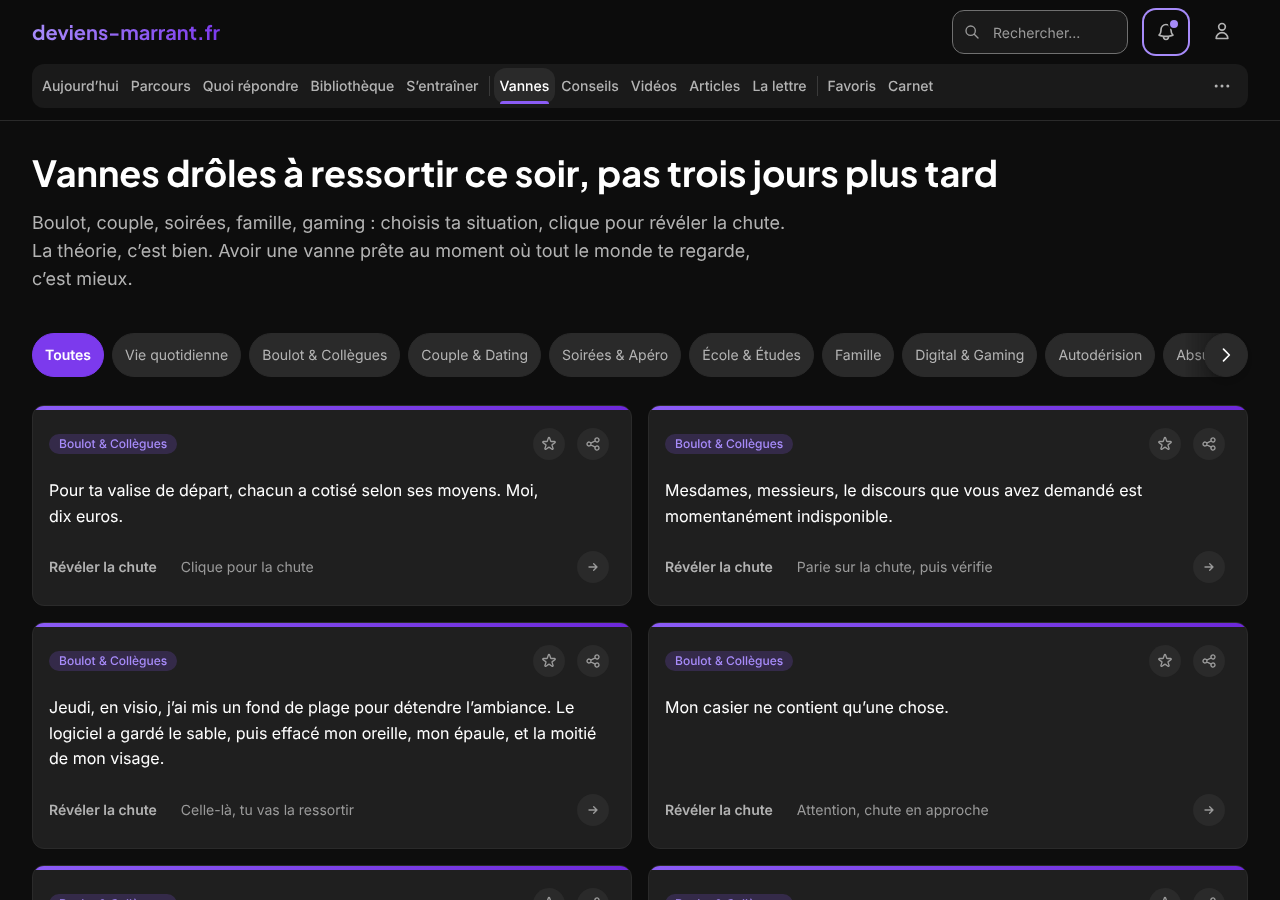 deviens-marrant.fr
Rechercher...
Aujourd’hui Parcours Quoi répondre Bibliothèque S’entraîner Vannes Conseils Vidéos Articles La lettre Favoris Carnet
Vannes drôles à ressortir ce soir, pas trois jours plus tard
Boulot, couple, soirées, famille, gaming : choisis ta situation, clique pour révéler la chute.
La théorie, c’est bien. Avoir une vanne prête au moment où tout le monde te regarde,
c’est mieux.
Toutes Vie quotidienne Boulot & Collègues Couple & Dating Soirées & Apéro École & Études Famille Digital & Gaming Autodérision
Boulot & Collègues
Pour ta valise de départ, chacun a cotisé selon ses moyens. Moi,
dix euros.
Révéler la chute Clique pour la chute
Boulot & Collègues
Mesdames, messieurs, le discours que vous avez demandé est
momentanément indisponible.
Révéler la chute Parie sur la chute, puis vérifie
Boulot & Collègues
Jeudi, en visio, j’ai mis un fond de plage pour détendre l’ambiance. Le
logiciel a gardé le sable, puis effacé mon oreille, mon épaule, et la moitié
de mon visage.
Révéler la chute Celle-là, tu vas la ressortir
Boulot & Collègues
Mon casier ne contient qu’une chose.
Révéler la chute Attention, chute en approche